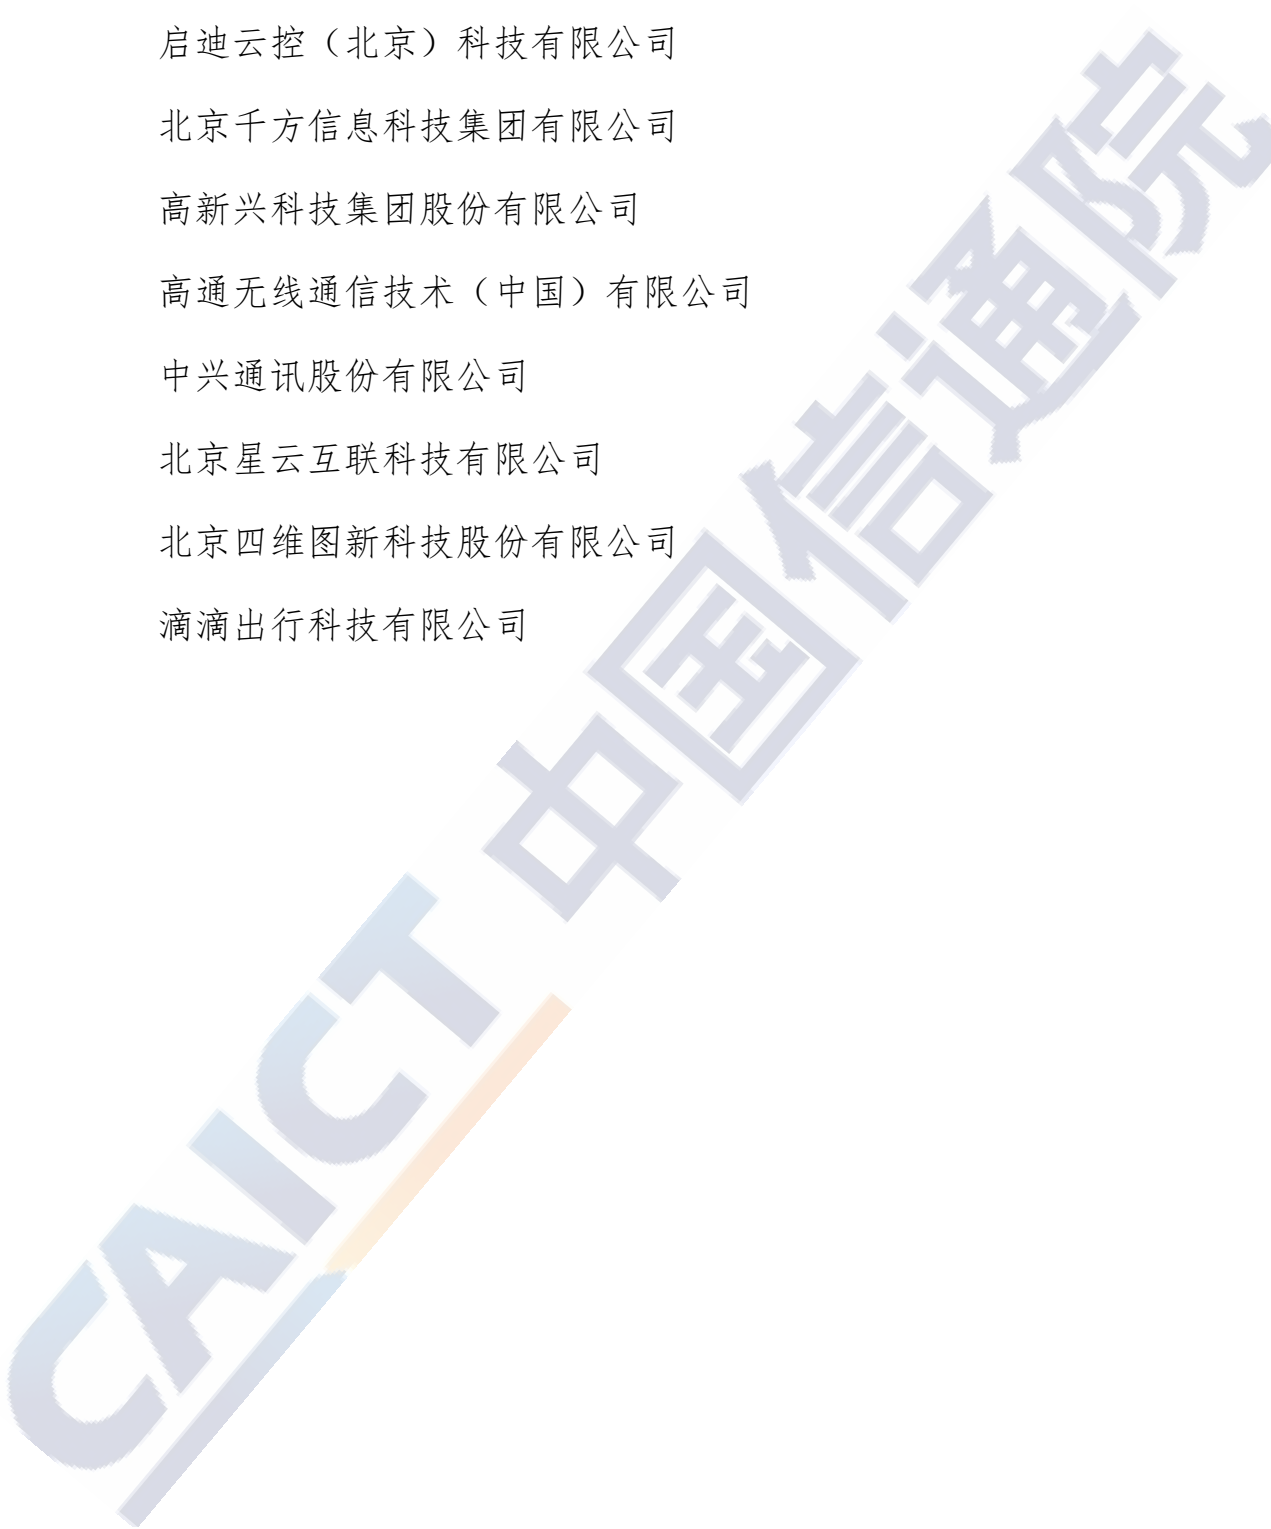 启迪云控（北京）科技有限公司
北京千方信息科技集团有限公司
高新兴科技集团股份有限公司
高通无线通信技术（中国）有限公司
中兴通讯股份有限公司
北京星云互联科技有限公司
北京四维图新科技股份有限公司
滴滴出行科技有限公司
CAICT 中国信通院